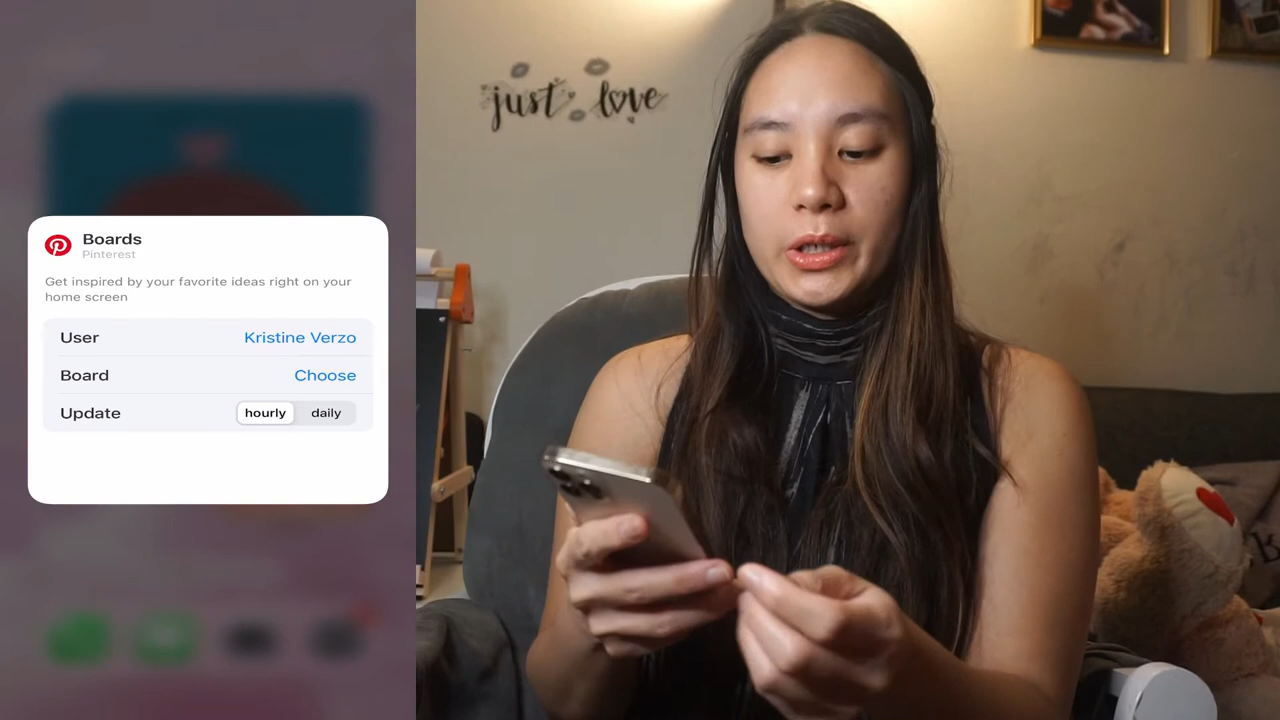 Boards
Pinterest
Get inspired by your favorite ideas right on your
home screen
User Kristine Verzo
Board Choose
Update hourly daily
just love